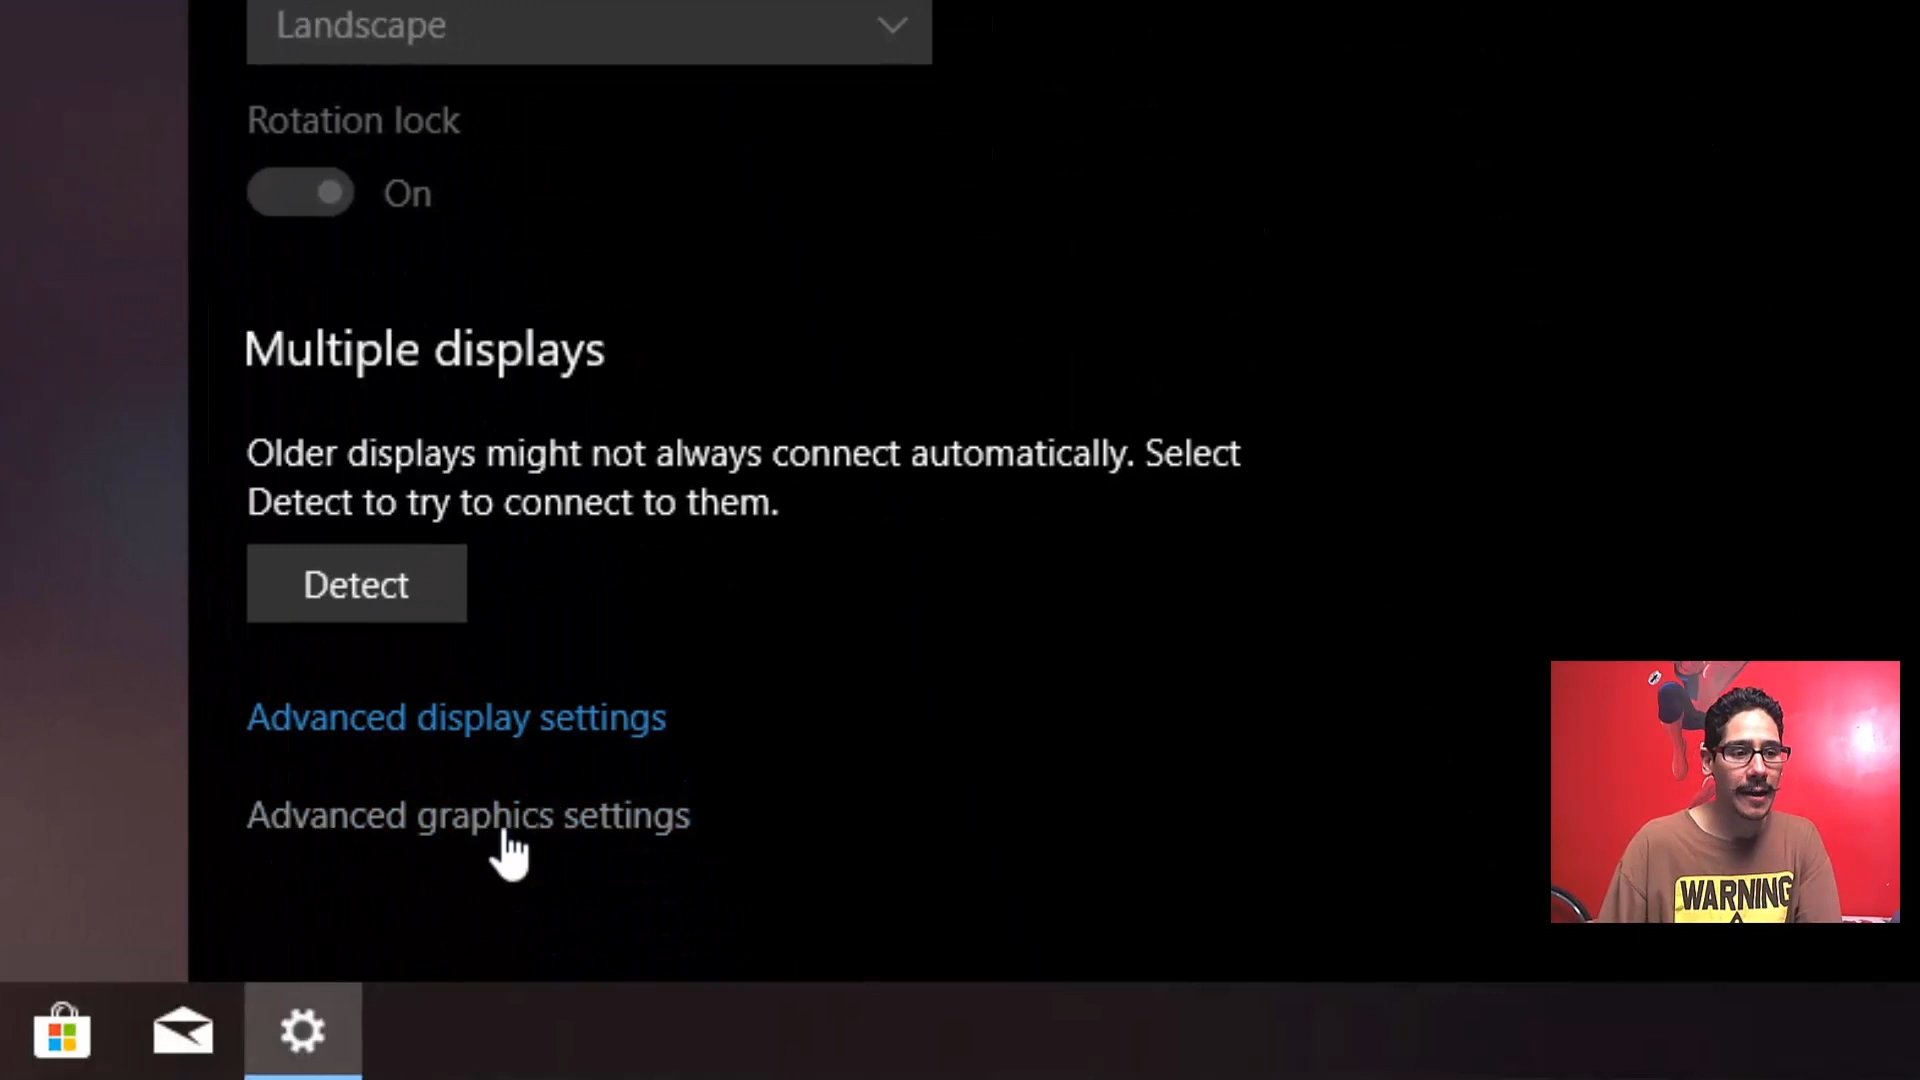 Landscape
Rotation lock
On
Multiple displays
Older displays might not always connect automatically. Select
Detect to try to connect to them.
Detect
Advanced display settings
Advanced graphics settings
WARNING